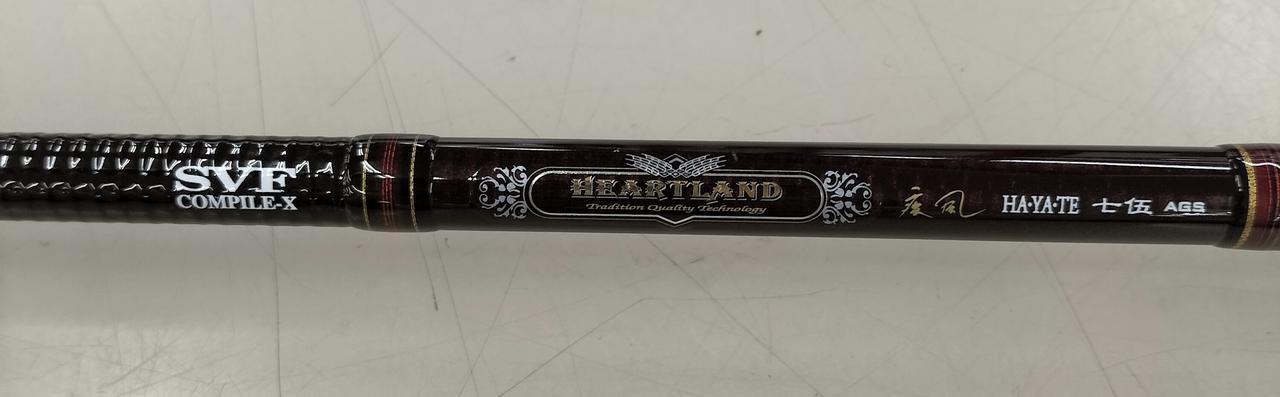 SVF
COMPILE-X
HEARTLAND
Tradition Quality Technology
疾風 HA·YA·TE 七伍 AGS